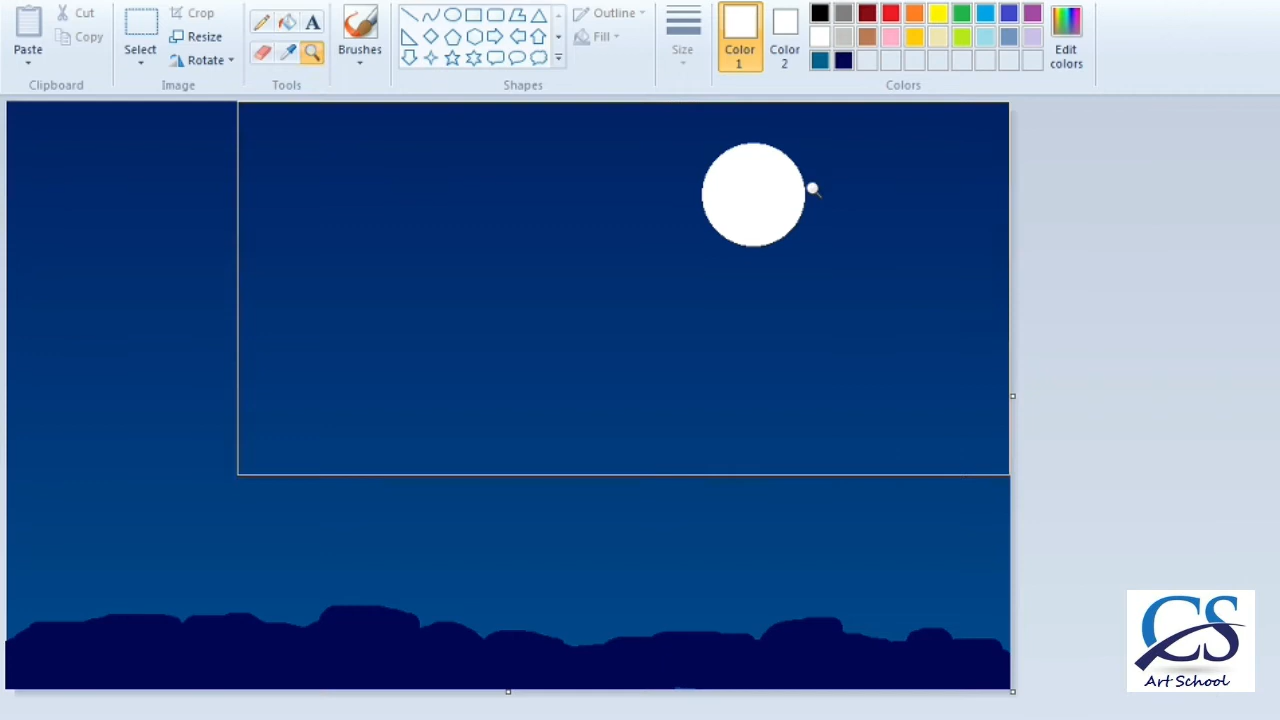 Paste
Cut
Copy
Clipboard
Select
Crop
Resize
Rotate
Image
A
Tools
Brushes
Shapes
Outline
Fill
Size
Color
1
Color
2
Edit
colors
Colors
CS
Art School